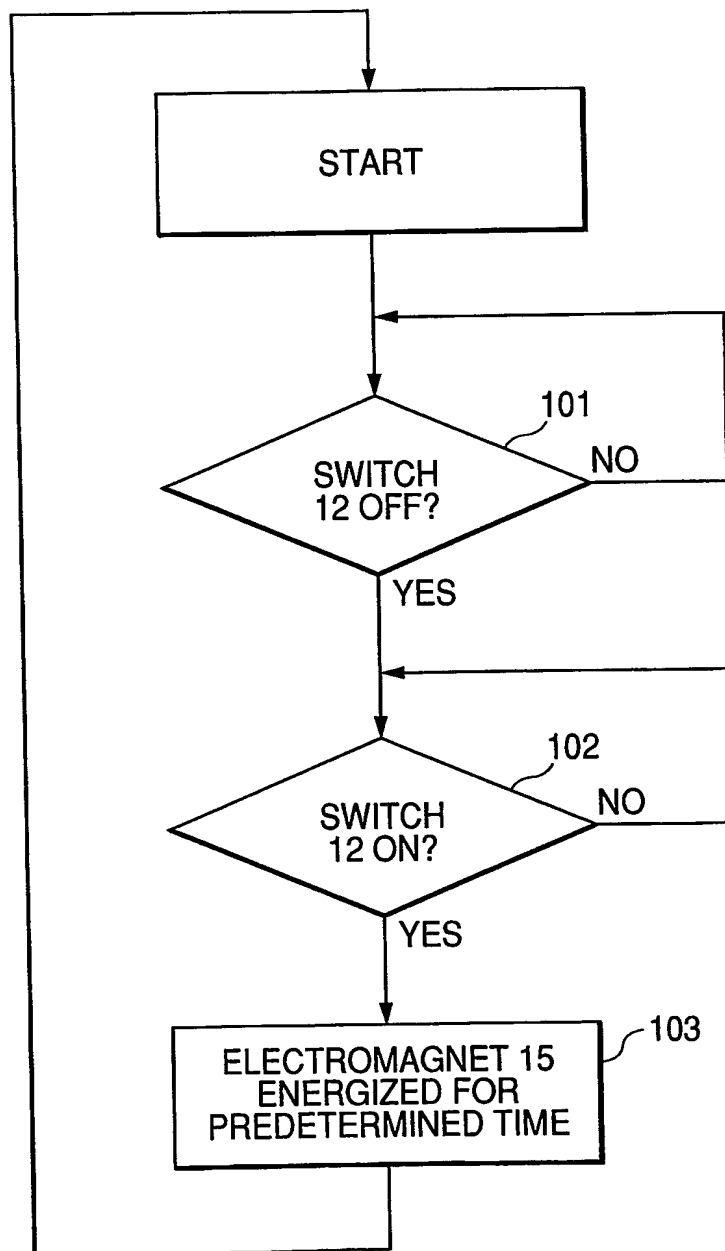 START
101
SWITCH
12 OFF?
NO
YES
102
SWITCH
12 ON?
NO
YES
103
ELECTROMAGNET 15
ENERGIZED FOR
PREDETERMINED TIME